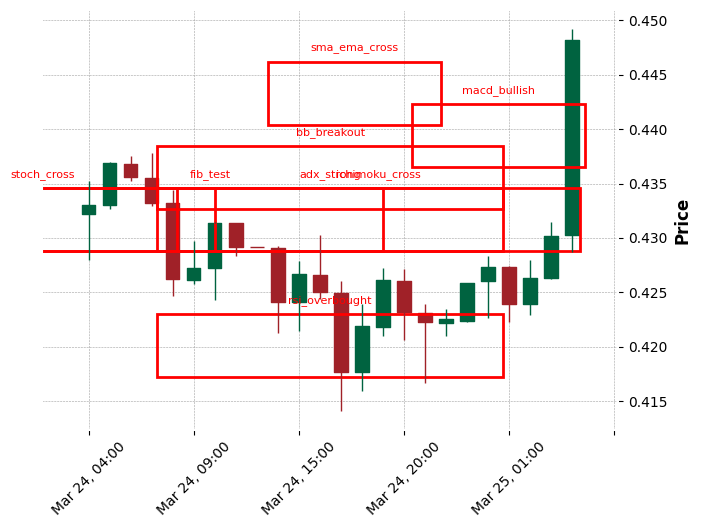 sma_ema_cross
macd_bullish
bb_breakout
stoch_cross
fib_test
adx_strong
ichimoku_cross
rsi_overbought
0.450
0.445
0.440
0.435
0.430
0.425
0.420
0.415
Price
Mar 24, 04:00
Mar 24, 09:00
Mar 24, 15:00
Mar 24, 20:00
Mar 25, 01:00